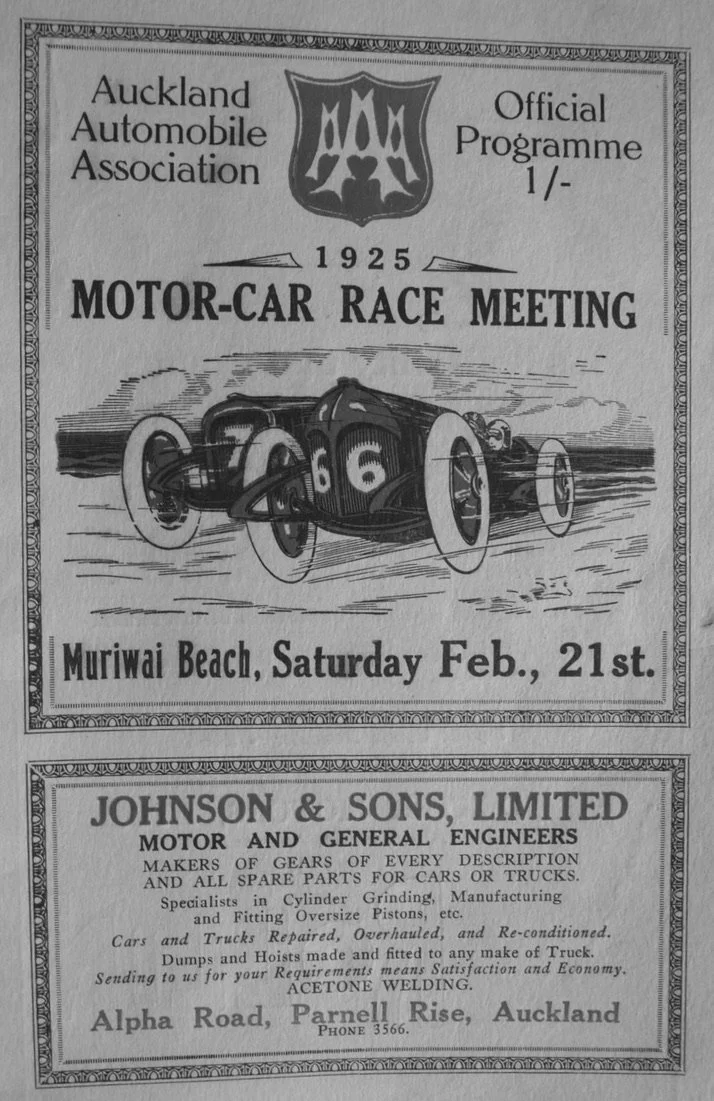 Auckland
Automobile
Association
AAA
Official
Programme
1/-
1925
MOTOR-CAR RACE MEETING
7
6
6
Muriwai Beach, Saturday Feb., 21st.
JOHNSON & SONS, LIMITED
MOTOR AND GENERAL ENGINEERS
MAKERS OF GEARS OF EVERY DESCRIPTION
AND ALL SPARE PARTS FOR CARS OR TRUCKS.
Specialists in Cylinder Grinding, Manufacturing
and Fitting Oversize Pistons, etc.
Cars and Trucks Repaired, Overhauled, and Re-conditioned.
Dumps and Hoists made and fitted to any make of Truck.
Sending to us for your Requirements means Satisfaction and Economy.
ACETONE WELDING.
Alpha Road, Parnell Rise, Auckland
PHONE 3566.